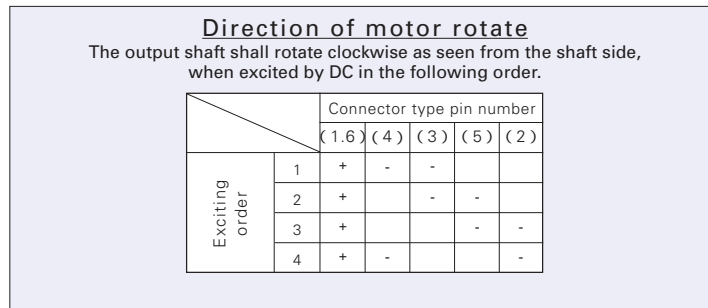 Direction of motor rotate
The output shaft shall rotate clockwise as seen from the shaft side,
when excited by DC in the following order.
Connector type pin number
(1.6) (4) (3) (5) (2)
Exciting
order
1 + - -
2 + - -
3 + - -
4 + - -